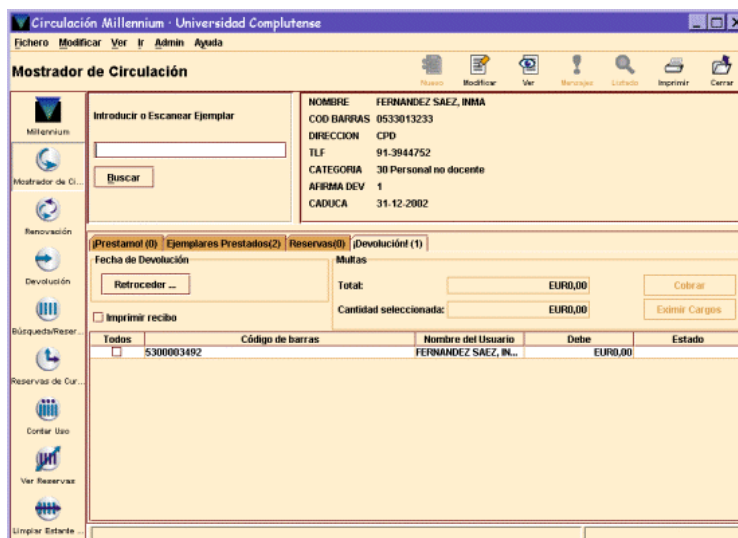 Circulación Millennium · Universidad Complutense
Fichero Modificar Ver Ir Admin Ayuda
Mostrador de Circulación
Nuevo Modificar Ver Mensajes Listado Imprimir Cerrar
Millennium
Mostrador de Ci...
Renovación
Devolución
Búsqueda/Reser...
Reservas de Cur...
Contar Uso
Ver Reservas
Limpiar Estante ...
Introducir o Escanear Ejemplar
Buscar
NOMBRE FERNANDEZ SAEZ, INMA
COD BARRAS 0533013233
DIRECCION CPD
TLF 91-3944752
CATEGORIA 30 Personal no docente
AFIRMA DEV 1
CADUCA 31-12-2002
¡Prestamo! (0) Ejemplares Prestados(2) Reservas(0) ¡Devolución! (1)
Fecha de Devolución
Retroceder ...
Imprimir recibo
Multas
Total: EUR0,00 Cobrar
Cantidad seleccionada: EUR0,00 Eximir Cargos
Todos Código de barras Nombre del Usuario Debe Estado
5300003492 FERNANDEZ SAEZ, IN... EUR0,00